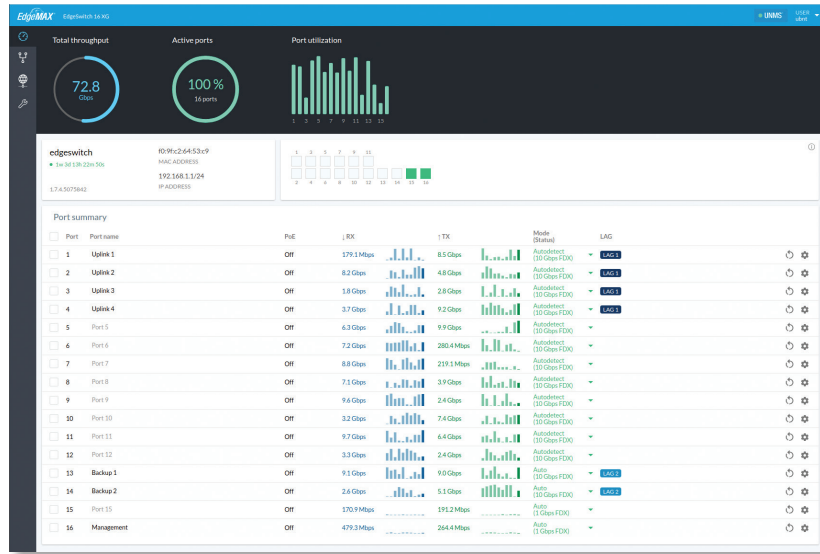 EdgeMAX EdgeSwitch 16 XG UNMS USER ubnt
Total throughput Active ports Port utilization
72.8 Gbps
100 %
16 ports
1 3 5 7 9 11 13 15
edgeswitch f0:9f:c2:64:53:c9
MAC ADDRESS
1w 3d 13h 22m 50s
192.168.1.1/24
IP ADDRESS
1.7.4.5075842
1 3 5 7 9 11
2 4 6 8 10 12 13 14 15 16
Port summary
Port Port name PoE ↓ RX ↑ TX Mode (Status) LAG
1 Uplink 1 Off 179.1 Mbps 8.5 Gbps Autodetect (10 Gbps FDX) LAG 1
2 Uplink 2 Off 8.2 Gbps 4.8 Gbps Autodetect (10 Gbps FDX) LAG 1
3 Uplink 3 Off 1.8 Gbps 2.8 Gbps Autodetect (10 Gbps FDX) LAG 1
4 Uplink 4 Off 3.7 Gbps 9.2 Gbps Autodetect (10 Gbps FDX) LAG 1
5 Port 5 Off 6.3 Gbps 9.9 Gbps Autodetect (10 Gbps FDX)
6 Port 6 Off 7.2 Gbps 280.4 Mbps Autodetect (10 Gbps FDX)
7 Port 7 Off 8.8 Gbps 219.1 Mbps Autodetect (10 Gbps FDX)
8 Port 8 Off 7.1 Gbps 3.9 Gbps Autodetect (10 Gbps FDX)
9 Port 9 Off 9.6 Gbps 2.4 Gbps Autodetect (10 Gbps FDX)
10 Port 10 Off 3.2 Gbps 7.4 Gbps Autodetect (10 Gbps FDX)
11 Port 11 Off 9.7 Gbps 6.4 Gbps Autodetect (10 Gbps FDX)
12 Port 12 Off 3.3 Gbps 2.4 Gbps Autodetect (10 Gbps FDX)
13 Backup 1 Off 9.1 Gbps 9.0 Gbps Auto (10 Gbps FDX) LAG 2
14 Backup 2 Off 2.6 Gbps 5.1 Gbps Auto (10 Gbps FDX) LAG 2
15 Port 15 Off 170.9 Mbps 191.2 Mbps Auto (1 Gbps FDX)
16 Management Off 479.3 Mbps 264.4 Mbps Auto (1 Gbps FDX)